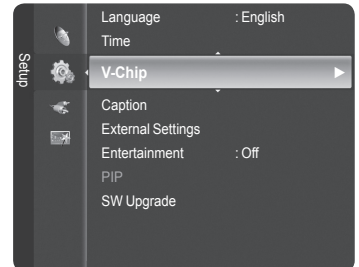 Setup
Language : English
Time
V-Chip
Caption
External Settings
Entertainment : Off
PIP
SW Upgrade